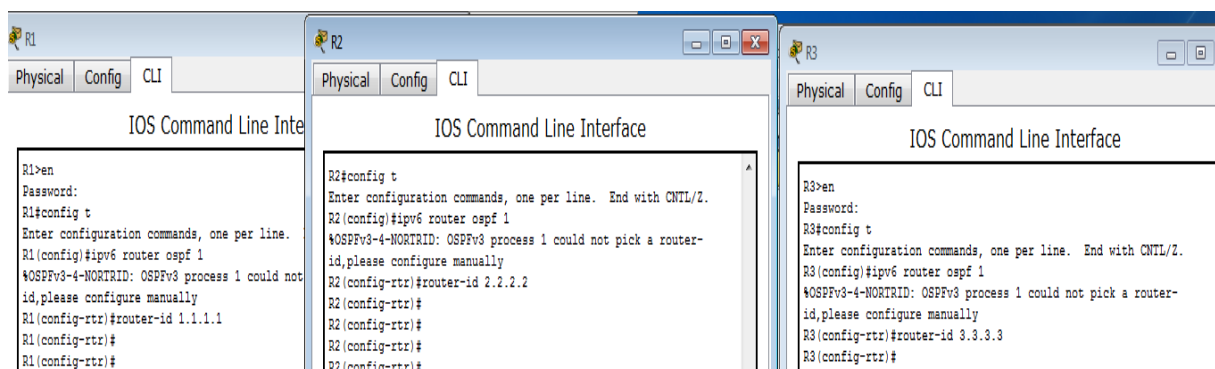 R1
Physical Config CLI
IOS Command Line Inte
R1>en
Password:
R1#config t
Enter configuration commands, one per line.
R1(config)#ipv6 router ospf 1
%OSPFv3-4-NORTRID: OSPFv3 process 1 could not
id,please configure manually
R1(config-rtr)#router-id 1.1.1.1
R1(config-rtr)#
R1(config-rtr)#
R2
Physical Config CLI
IOS Command Line Interface
R2#config t
Enter configuration commands, one per line. End with CNTL/Z.
R2(config)#ipv6 router ospf 1
%OSPFv3-4-NORTRID: OSPFv3 process 1 could not pick a router-
id,please configure manually
R2(config-rtr)#router-id 2.2.2.2
R2(config-rtr)#
R2(config-rtr)#
R2(config-rtr)#
R2(config-rtr)#
R3
Physical Config CLI
IOS Command Line Interface
R3>en
Password:
R3#config t
Enter configuration commands, one per line. End with CNTL/Z.
R3(config)#ipv6 router ospf 1
%OSPFv3-4-NORTRID: OSPFv3 process 1 could not pick a router-
id,please configure manually
R3(config-rtr)#router-id 3.3.3.3
R3(config-rtr)#